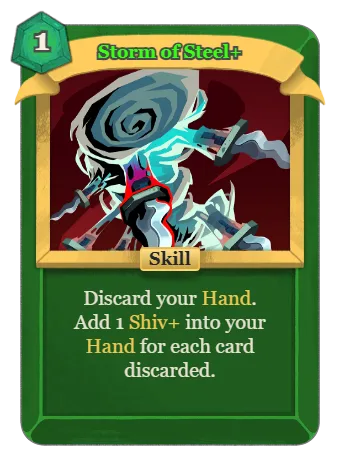 1
Storm of Steel+
Skill
Discard your Hand.
Add 1 Shiv+ into your
Hand for each card
discarded.